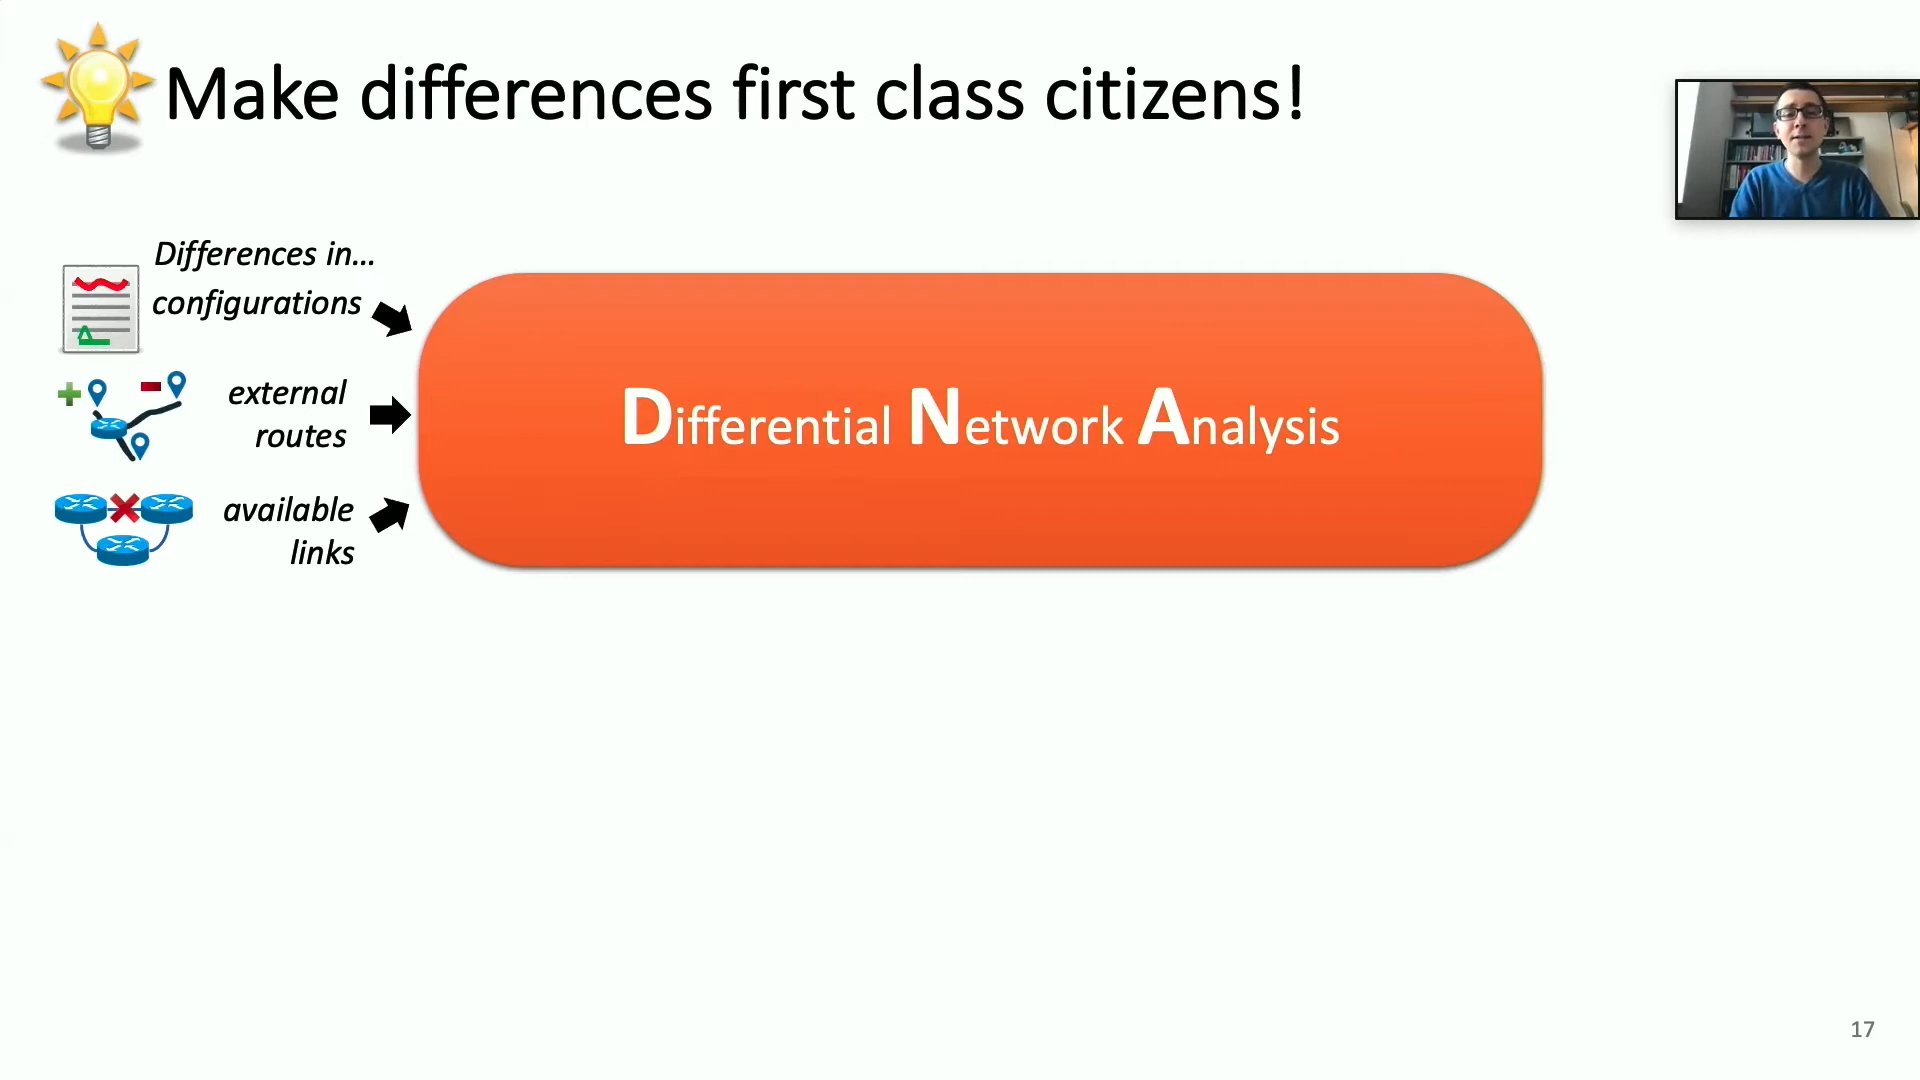 Make differences first class citizens!
Differences in...
configurations
external
routes
available
links
Differential Network Analysis
17